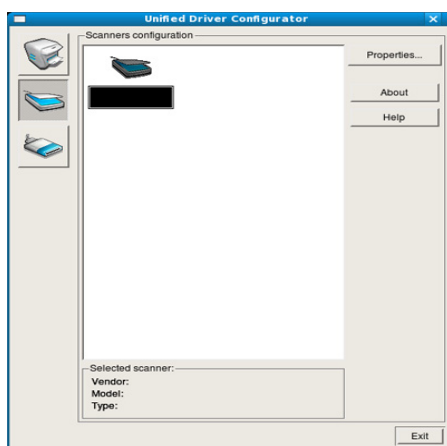 Unified Driver Configurator
Scanners configuration
Properties...
About
Help
Selected scanner:
Vendor:
Model:
Type:
Exit